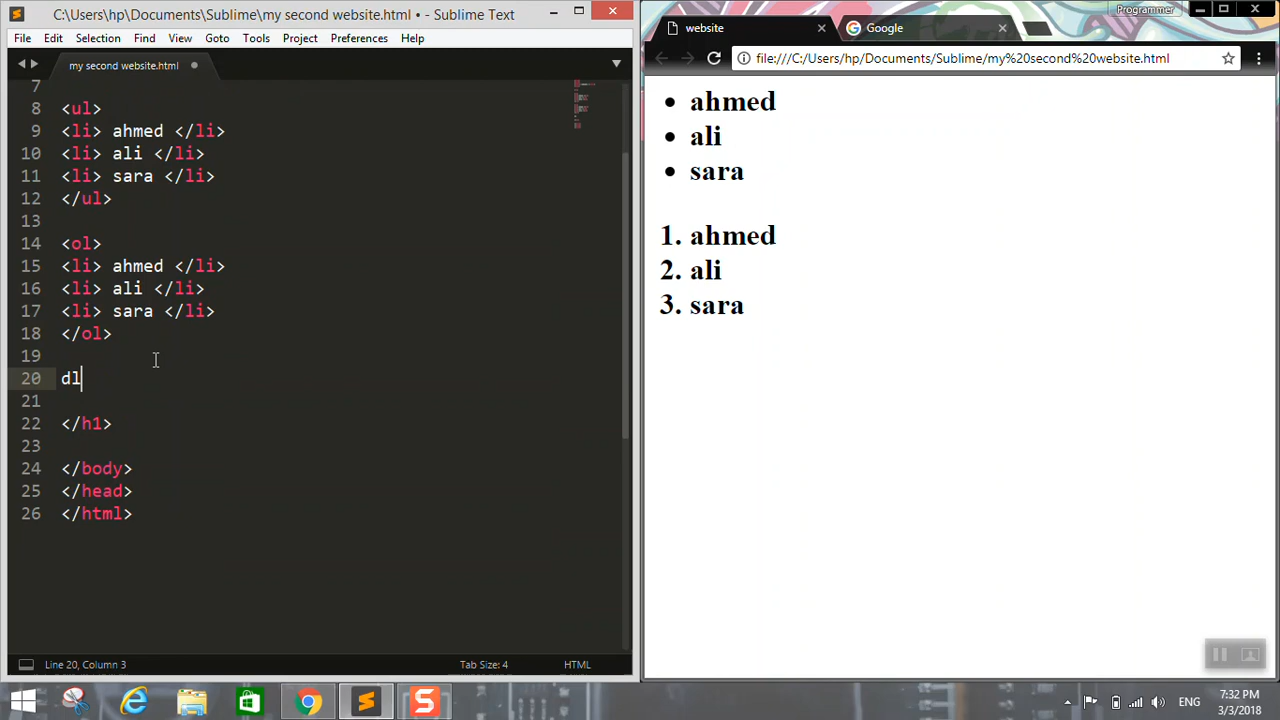 C:\Users\hp\Documents\Sublime\my second website.html • - Sublime Text
File Edit Selection Find View Goto Tools Project Preferences Help
my second website.html
7
8 <ul>
9 <li> ahmed </li>
10 <li> ali </li>
11 <li> sara </li>
12 </ul>
13
14 <ol>
15 <li> ahmed </li>
16 <li> ali </li>
17 <li> sara </li>
18 </ol>
19
20 dl
21
22 </h1>
23
24 </body>
25 </head>
26 </html>
Line 20, Column 3 Tab Size: 4 HTML
Programmer
website Google
file:///C:/Users/hp/Documents/Sublime/my%20second%20website.html
• ahmed
• ali
• sara
1. ahmed
2. ali
3. sara
ENG
7:32 PM
3/3/2018